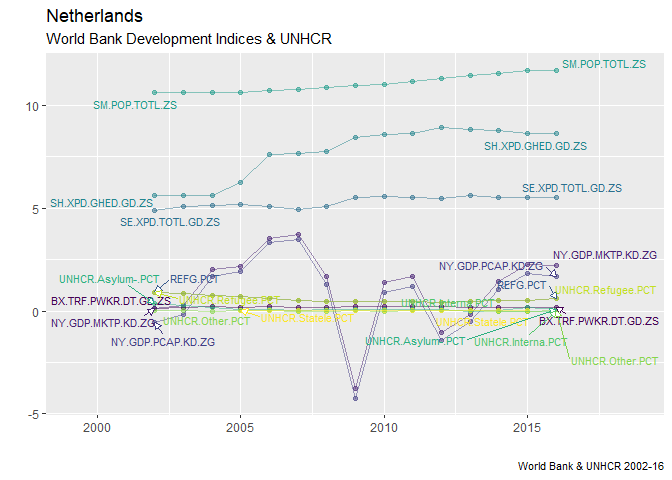 Netherlands
World Bank Development Indices & UNHCR
SM.POP.TOTL.ZS
10
SM.POP.TOTL.ZS
SH.XPD.GHED.GD.ZS
SE.XPD.TOTL.GD.ZS
SH.XPD.GHED.GD.ZS
5
SE.XPD.TOTL.GD.ZS
NY.GDP.MKTP.KD.ZG
NY.GDP.PCAP.KD.ZG
UNHCR.Asylum-.PCT
REFG.PCT
REFG.PCT
UNHCR.Refugee.PCT
BX.TRF.PWKR.DT.GD.ZS
UNHCR.Refugee.PCT
UNHCR.Interna.PCT
0
NY.GDP.MKTP.KD.ZG
UNHCR.Other.PCT
UNHCR.Statele.PCT
UNHCR.Statele.PCT
BX.TRF.PWKR.DT.GD.ZS
NY.GDP.PCAP.KD.ZG
UNHCR.Asylum-.PCT
UNHCR.Interna.PCT
UNHCR.Other.PCT
-5
2000
2005
2010
2015
World Bank & UNHCR 2002-16